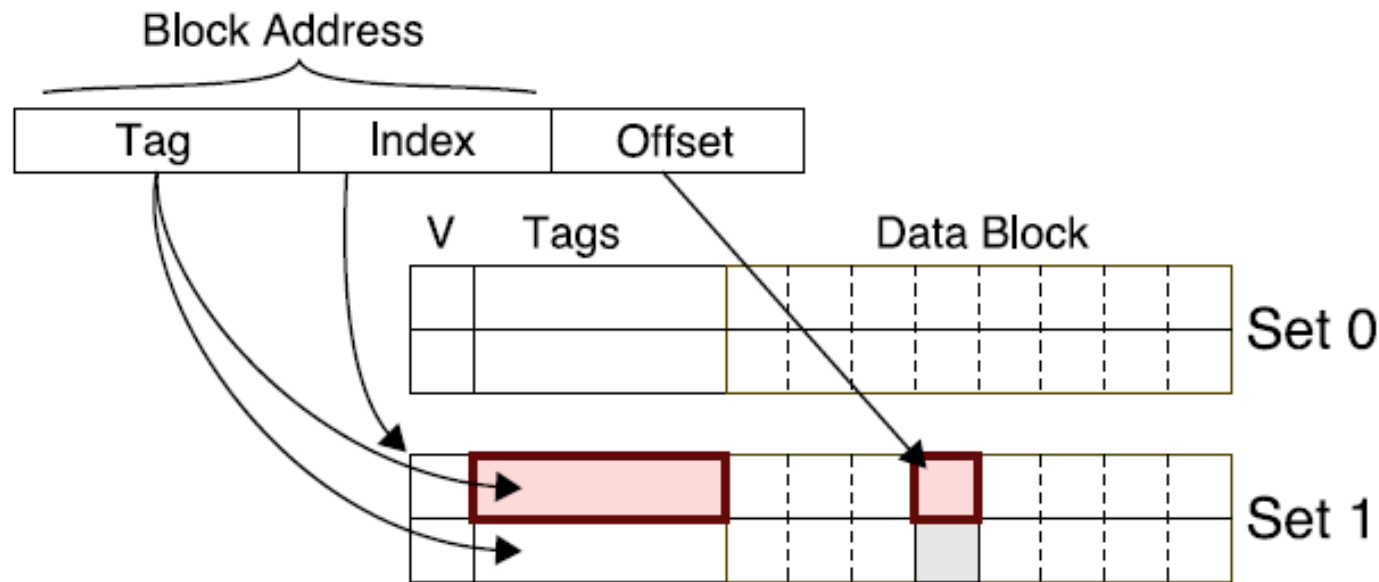 Block Address
Tag Index Offset
V Tags Data Block
Set 0
Set 1